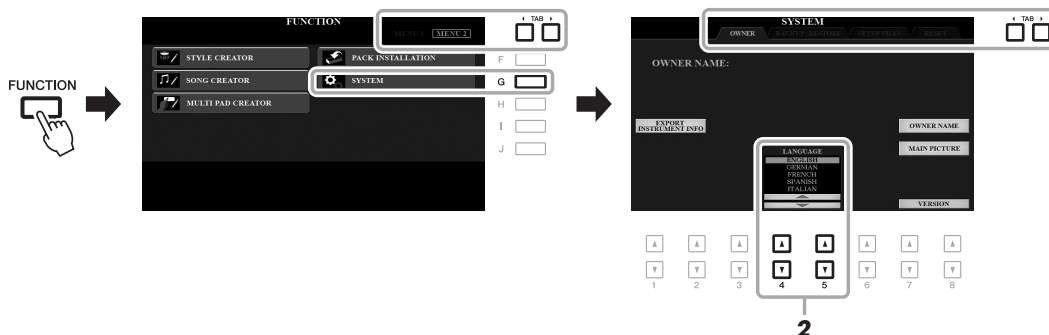 FUNCTION
FUNCTION
MENU 1 MENU 2
TAB
STYLE CREATOR
PACK INSTALLATION
F
SONG CREATOR
SYSTEM
G
MULTI PAD CREATOR
H
I
J
SYSTEM
TAB
OWNER BACKUP/RESTORE SETUP FILES RESET
OWNER NAME:
EXPORT
INSTRUMENT INFO
OWNER NAME
LANGUAGE
ENGLISH
GERMAN
FRENCH
SPANISH
ITALIAN
MAIN PICTURE
VERSION
1 2 3 4 5 6 7 8
2